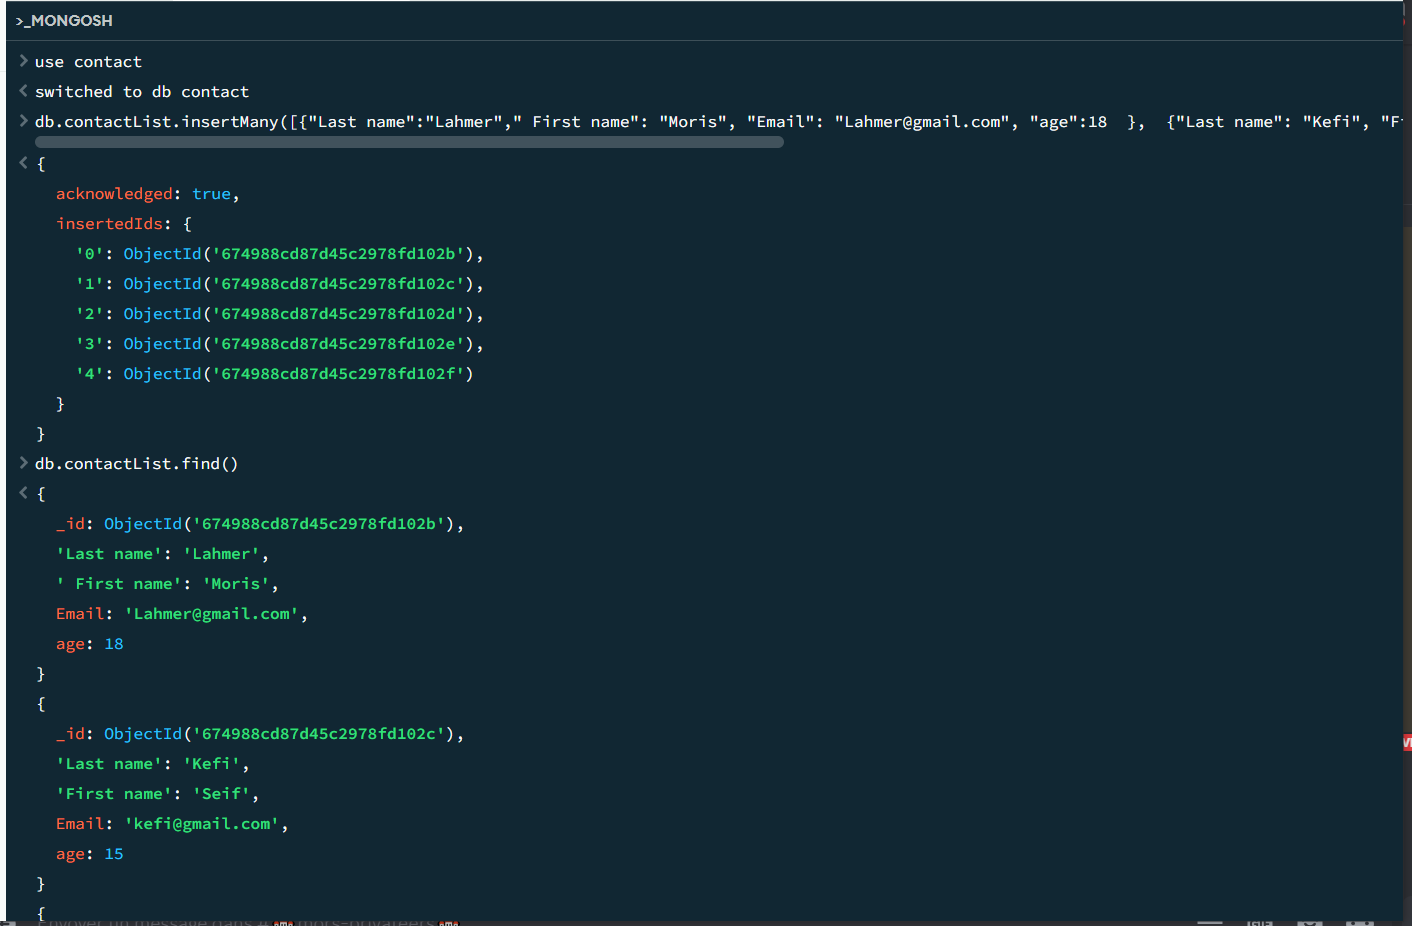 >_MONGOSH
> use contact
< switched to db contact
> db.contactList.insertMany([{"Last name":"Lahmer"," First name": "Moris", "Email": "Lahmer@gmail.com", "age":18  },  {"Last name": "Kefi", "Fi
< {
acknowledged: true,
insertedIds: {
'0': ObjectId('674988cd87d45c2978fd102b'),
'1': ObjectId('674988cd87d45c2978fd102c'),
'2': ObjectId('674988cd87d45c2978fd102d'),
'3': ObjectId('674988cd87d45c2978fd102e'),
'4': ObjectId('674988cd87d45c2978fd102f')
}
}
> db.contactList.find()
< {
_id: ObjectId('674988cd87d45c2978fd102b'),
'Last name': 'Lahmer',
' First name': 'Moris',
Email: 'Lahmer@gmail.com',
age: 18
}
{
_id: ObjectId('674988cd87d45c2978fd102c'),
'Last name': 'Kefi',
'First name': 'Seif',
Email: 'kefi@gmail.com',
age: 15
}
{